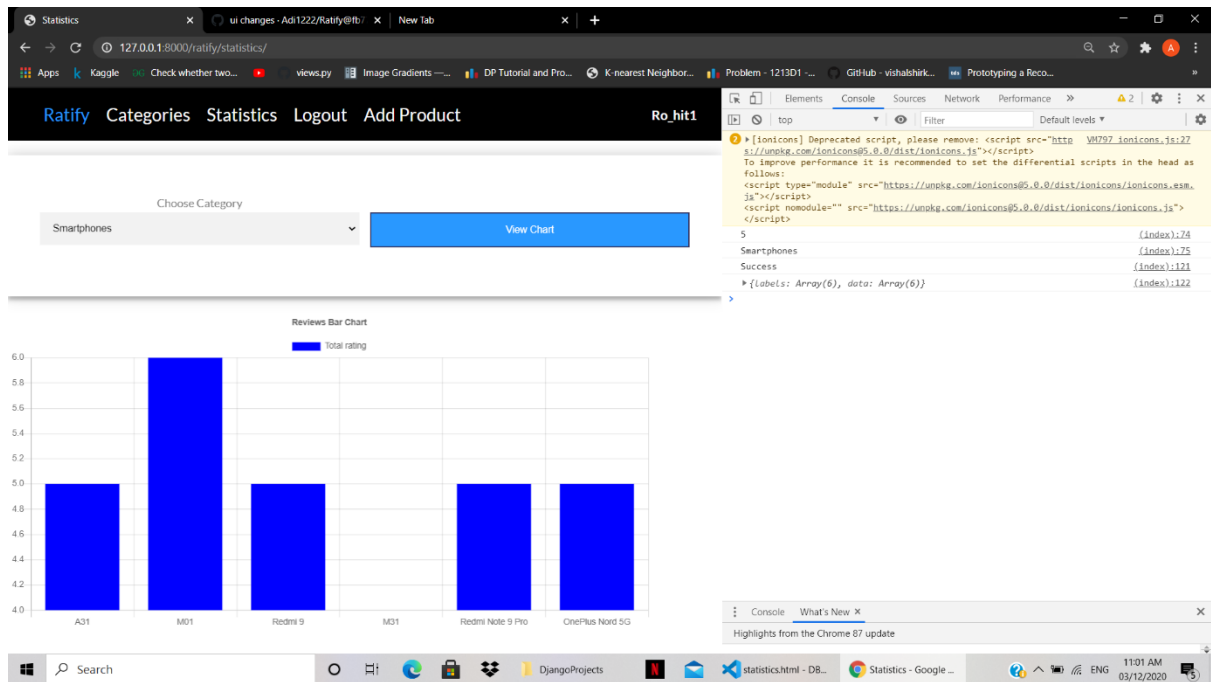 Statistics
ui changes · Adi1222/Ratify@fb7
New Tab
127.0.0.1:8000/ratify/statistics/
A
Apps
Kaggle
Check whether two...
views.py
Image Gradients —...
DP Tutorial and Pro...
K-nearest Neighbor...
Problem - 1213D1 -...
GitHub - vishalshirk...
Prototyping a Reco...
»
Ratify Categories Statistics Logout Add Product Ro_hit1
Elements Console Sources Network Performance » 2
top Filter Default levels ▼
2 [ionicons] Deprecated script, please remove: <script src="http VM797 ionicons.js:27
s://unpkg.com/ionicons@5.0.0/dist/ionicons.js"></script>
To improve performance it is recommended to set the differential scripts in the head as
follows:
<script type="module" src="https://unpkg.com/ionicons@5.0.0/dist/ionicons/ionicons.esm.
js"></script>
<script nomodule="" src="https://unpkg.com/ionicons@5.0.0/dist/ionicons/ionicons.js">
</script>
5 (index):74
Smartphones (index):75
Success (index):121
{labels: Array(6), data: Array(6)} (index):122
Choose Category
Smartphones
View Chart
Reviews Bar Chart
Total rating
6.0
5.8
5.6
5.4
5.2
5.0
4.8
4.6
4.4
4.2
4.0
A31 M01 Redmi 9 M31 Redmi Note 9 Pro OnePlus Nord 5G
Console What's New
Highlights from the Chrome 87 update
Search
DjangoProjects
N
statistics.html - DB...
Statistics - Google ...
ENG
11:01 AM
03/12/2020
5